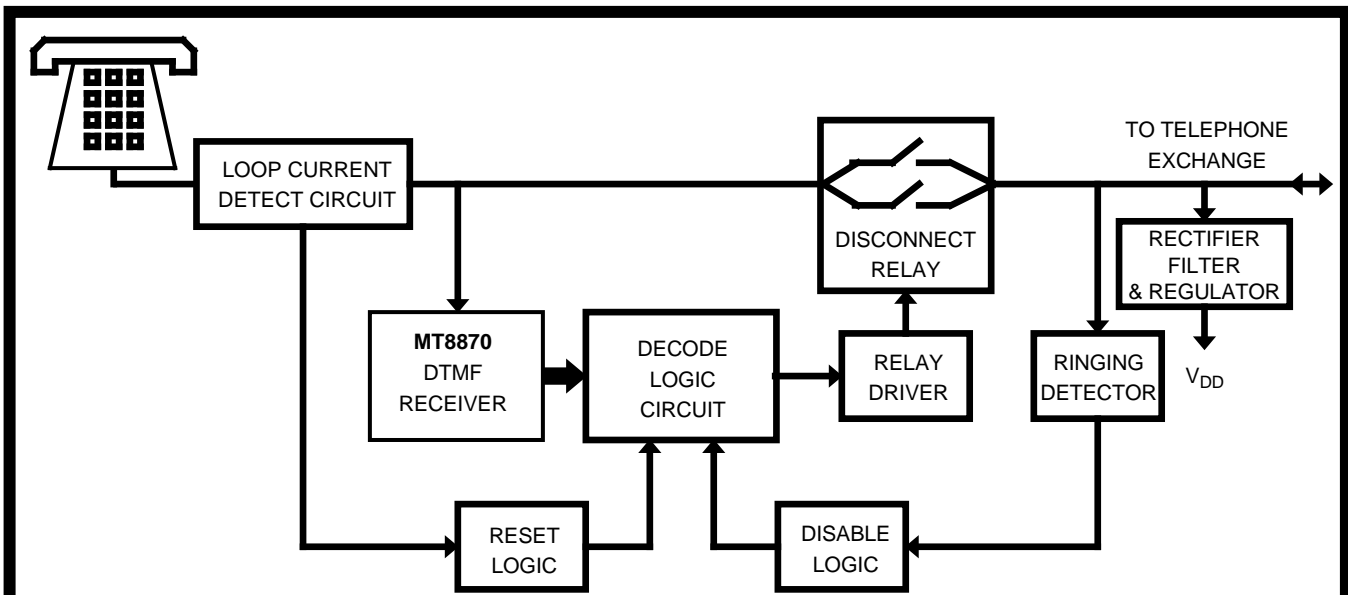 LOOP CURRENT
DETECT CIRCUIT
DISCONNECT
RELAY
TO TELEPHONE
EXCHANGE
RECTIFIER
FILTER
& REGULATOR
VDD
MT8870
DTMF
RECEIVER
DECODE
LOGIC
CIRCUIT
RELAY
DRIVER
RINGING
DETECTOR
RESET
LOGIC
DISABLE
LOGIC